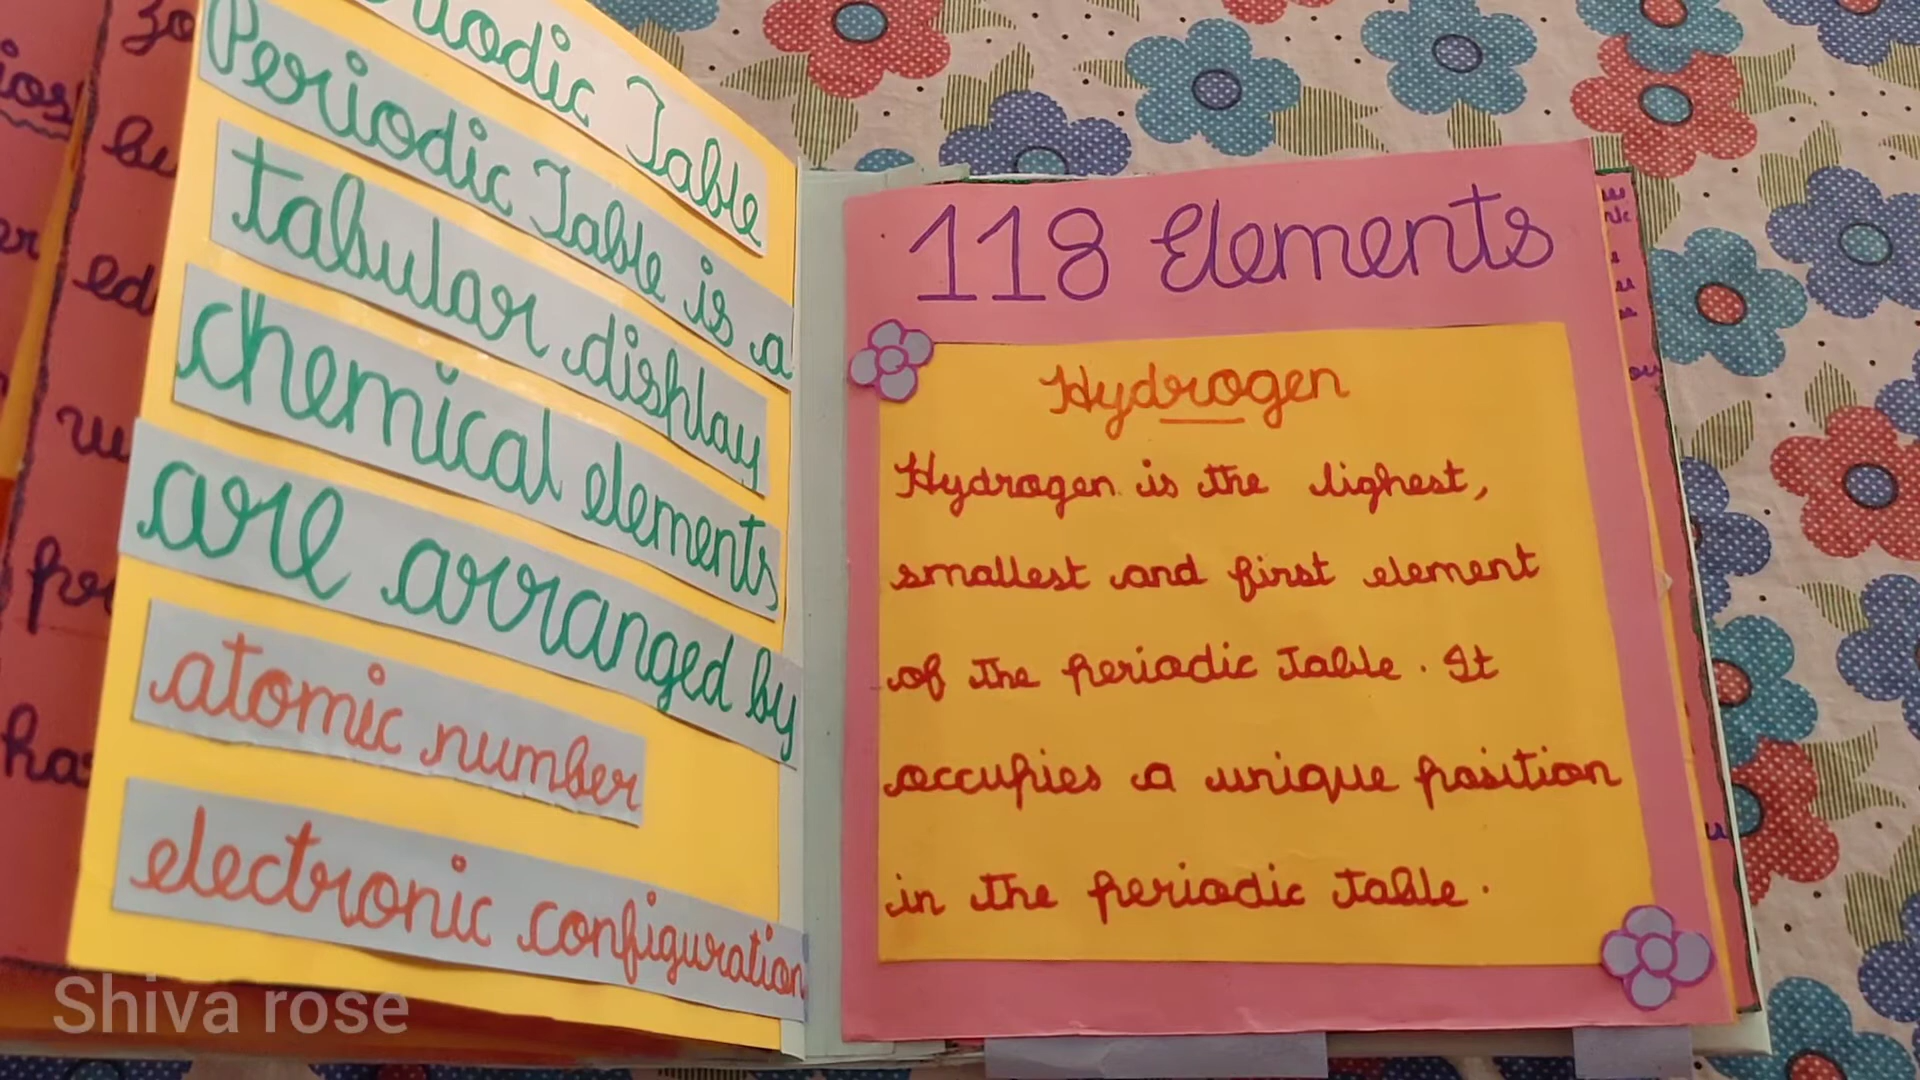 Periodic Table
Periodic Table is a
tabular display
chemical elements
are arranged by
atomic number
electronic configuration
118 Elements
Hydrogen
Hydrogen is the lighest,
smallest and first element
of the periodic table. It
occupies a unique position
in the periodic table.
Shiva rose